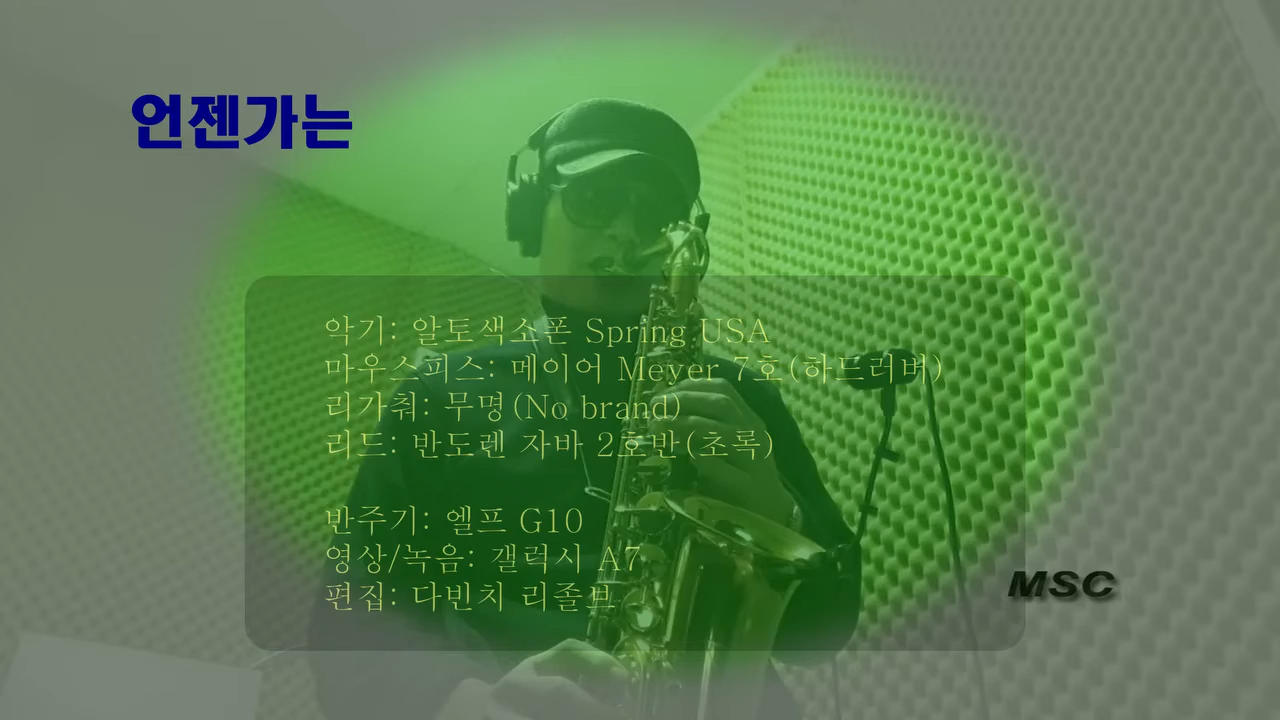 언젠가는
악기: 알토색소폰 Spring USA
마우스피스: 메이어 Meyer 7호(하드러버)
리가춰: 무명(No brand)
리드: 반도렌 자바 2호반(초록)
반주기: 엘프 G10
영상/녹음: 갤럭시 A7
편집: 다빈치 리졸브
MSC